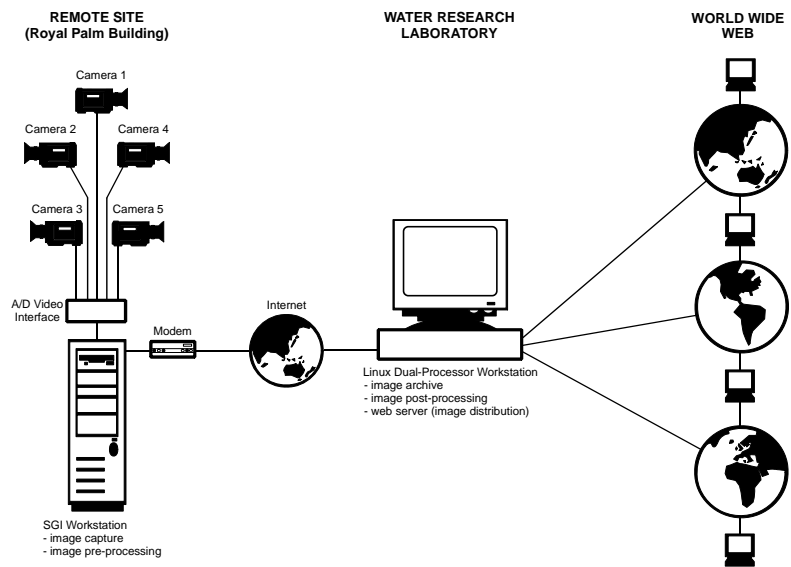 REMOTE SITE
(Royal Palm Building)
WATER RESEARCH
LABORATORY
WORLD WIDE
WEB
Camera 1
Camera 2
Camera 4
Camera 3
Camera 5
A/D Video
Interface
Modem
Internet
Linux Dual-Processor Workstation
- image archive
- image post-processing
- web server (image distribution)
SGI Workstation
- image capture
- image pre-processing